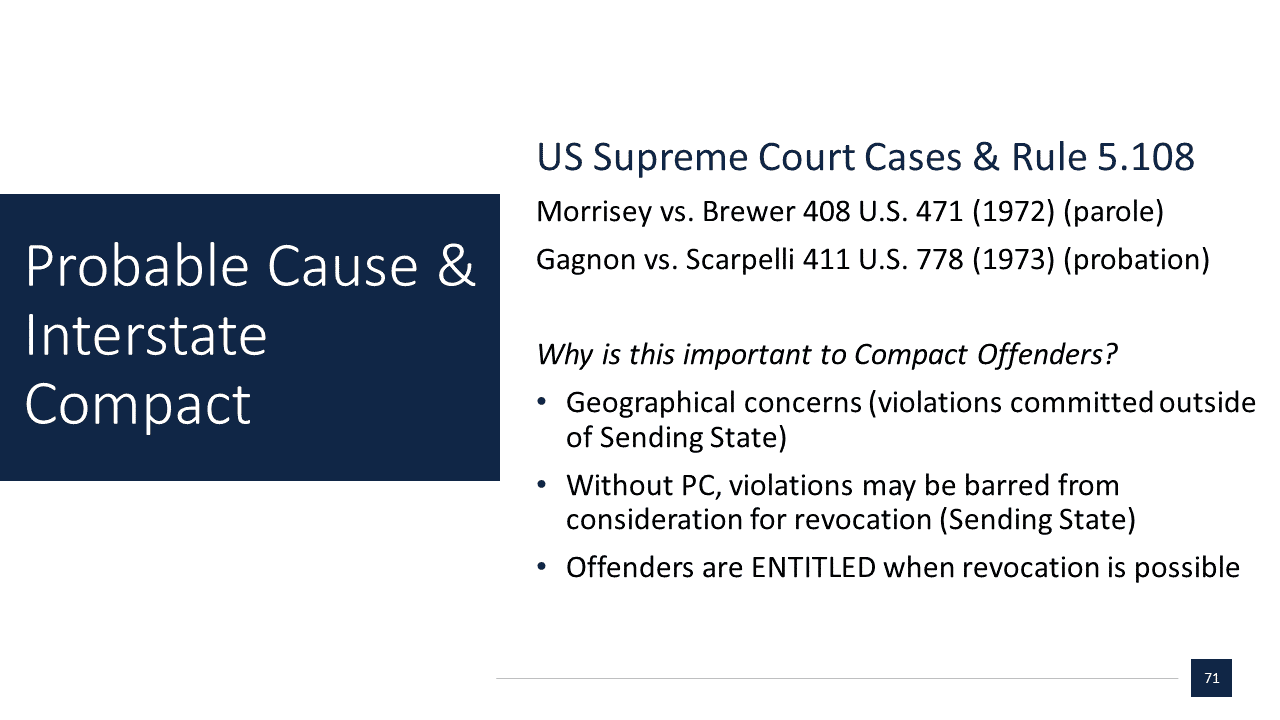 Probable Cause &
Interstate
Compact
US Supreme Court Cases & Rule 5.108
Morrisey vs. Brewer 408 U.S. 471 (1972) (parole)
Gagnon vs. Scarpelli 411 U.S. 778 (1973) (probation)
Why is this important to Compact Offenders?
• Geographical concerns (violations committed outside
of Sending State)
• Without PC, violations may be barred from
consideration for revocation (Sending State)
• Offenders are ENTITLED when revocation is possible
71